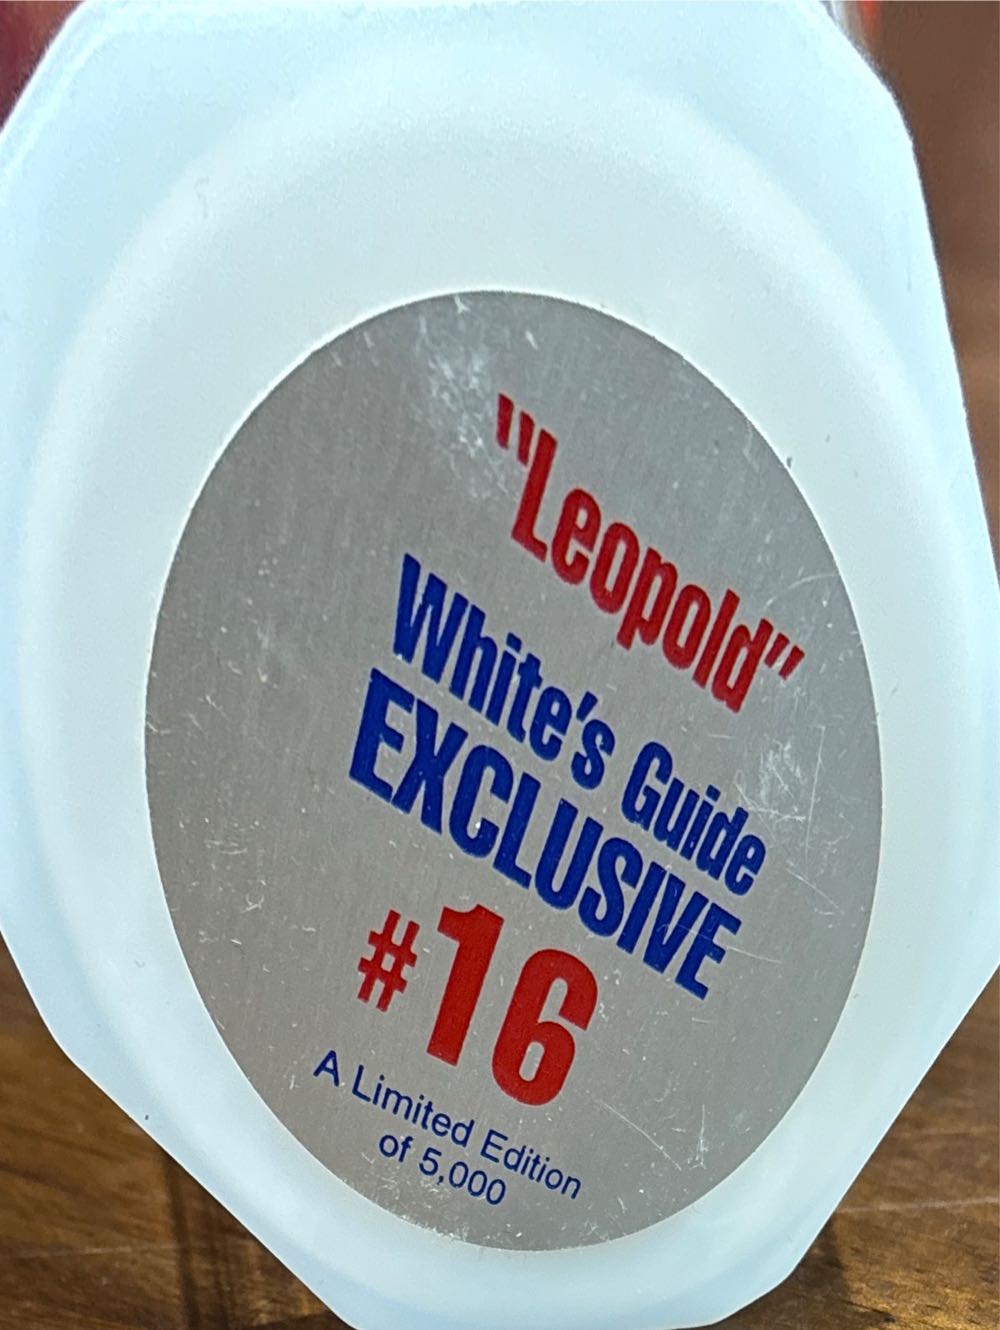 "Leopold"
White's Guide
EXCLUSIVE
#16
A Limited Edition
of 5,000